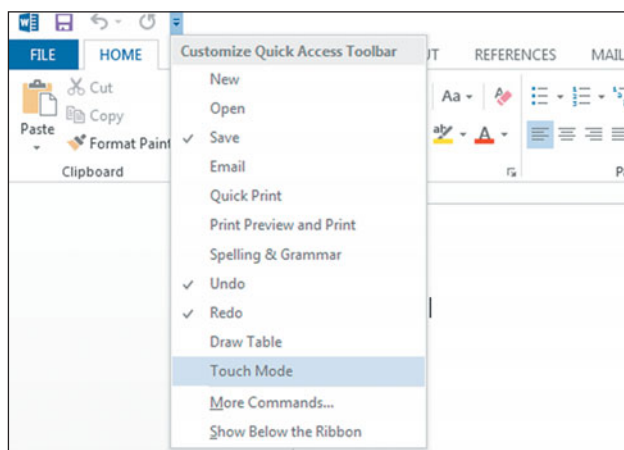 FILE HOME REFERENCES MAIL
Customize Quick Access Toolbar
New
Open
Save
Email
Quick Print
Print Preview and Print
Spelling & Grammar
Undo
Redo
Draw Table
Touch Mode
More Commands...
Show Below the Ribbon
Cut
Copy
Paste
Format Paint
Clipboard
Aa
A